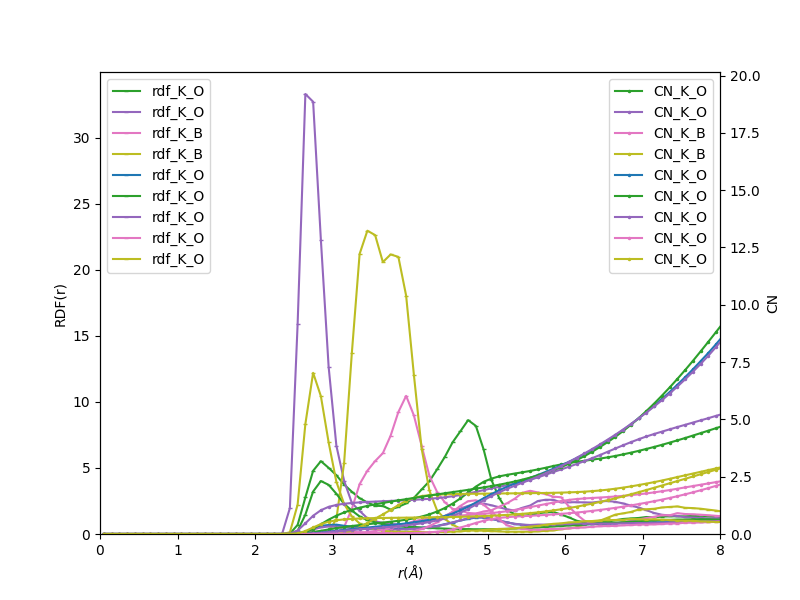 rdf_K_O
rdf_K_O
rdf_K_B
rdf_K_B
rdf_K_O
rdf_K_O
rdf_K_O
rdf_K_O
rdf_K_O
CN_K_O
CN_K_O
CN_K_B
CN_K_B
CN_K_O
CN_K_O
CN_K_O
CN_K_O
CN_K_O
RDF(r)
30
25
20
15
10
5
0
20.0
17.5
15.0
12.5
10.0
7.5
5.0
2.5
0.0
CN
0 1 2 3 4 5 6 7 8
r(Å)